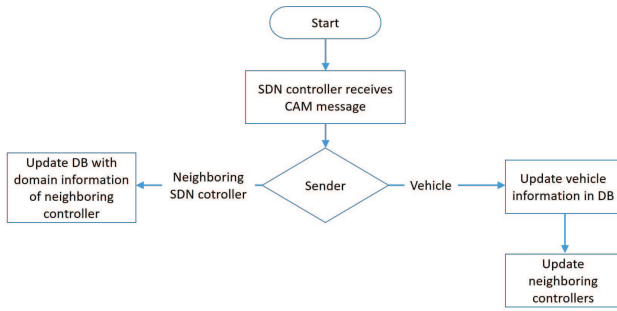 Start
SDN controller receives
CAM message
Sender
Neighboring
SDN cotroller
Vehicle
Update DB with
domain information
of neighboring
controller
Update vehicle
information in DB
Update
neighboring
controllers